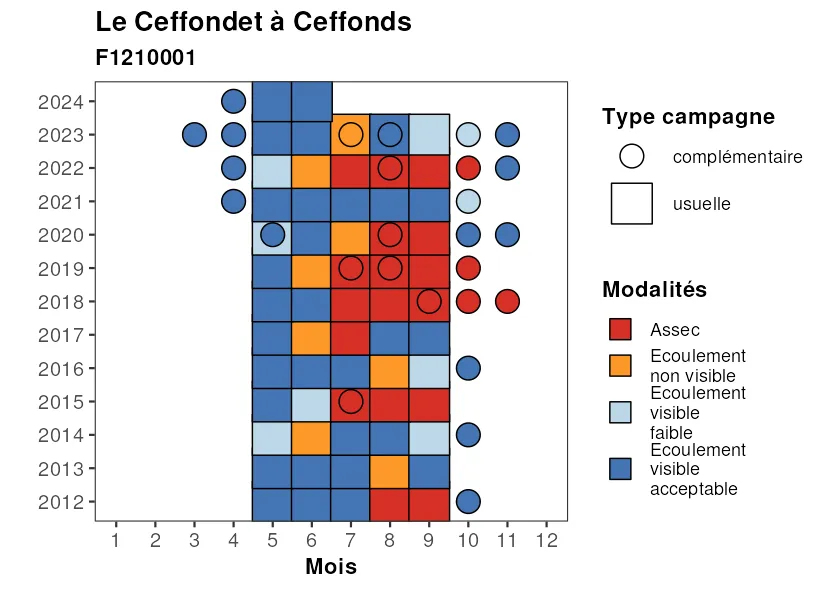 Le Ceffondet à Ceffonds
F1210001
2024
2023
2022
2021
2020
2019
2018
2017
2016
2015
2014
2013
2012
1 2 3 4 5 6 7 8 9 10 11 12
Mois
Type campagne
complémentaire
usuelle
Modalités
Assec
Ecoulement
non visible
Ecoulement
visible
faible
Ecoulement
visible
acceptable